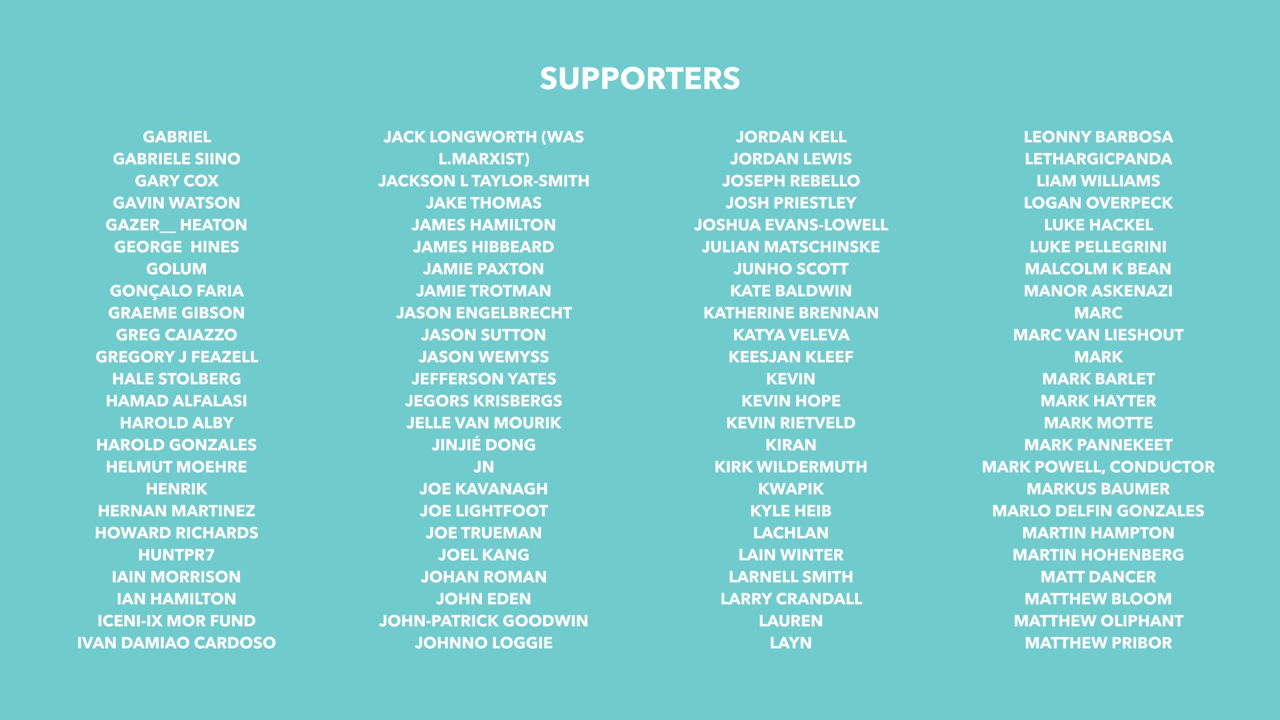 SUPPORTERS
GABRIEL
GABRIELE SIINO
GARY COX
GAVIN WATSON
GAZER__ HEATON
GEORGE  HINES
GOLUM
GONÇALO FARIA
GRAEME GIBSON
GREG CAIAZZO
GREGORY J FEAZELL
HALE STOLBERG
HAMAD ALFALASI
HAROLD ALBY
HAROLD GONZALES
HELMUT MOEHRE
HENRIK
HERNAN MARTINEZ
HOWARD RICHARDS
HUNTPR7
IAIN MORRISON
IAN HAMILTON
ICENI-IX MOR FUND
IVAN DAMIAO CARDOSO
JACK LONGWORTH (WAS
L.MARXIST)
JACKSON L TAYLOR-SMITH
JAKE THOMAS
JAMES HAMILTON
JAMES HIBBEARD
JAMIE PAXTON
JAMIE TROTMAN
JASON ENGELBRECHT
JASON SUTTON
JASON WEMYSS
JEFFERSON YATES
JEGORS KRISBERGS
JELLE VAN MOURIK
JINJIÉ DONG
JN
JOE KAVANAGH
JOE LIGHTFOOT
JOE TRUEMAN
JOEL KANG
JOHAN ROMAN
JOHN EDEN
JOHN-PATRICK GOODWIN
JOHNNO LOGGIE
JORDAN KELL
JORDAN LEWIS
JOSEPH REBELLO
JOSH PRIESTLEY
JOSHUA EVANS-LOWELL
JULIAN MATSCHINSKE
JUNHO SCOTT
KATE BALDWIN
KATHERINE BRENNAN
KATYA VELEVA
KEESJAN KLEEF
KEVIN
KEVIN HOPE
KEVIN RIETVELD
KIRAN
KIRK WILDERMUTH
KWAPIK
KYLE HEIB
LACHLAN
LAIN WINTER
LARNELL SMITH
LARRY CRANDALL
LAUREN
LAYN
LEONNY BARBOSA
LETHARGICPANDA
LIAM WILLIAMS
LOGAN OVERPECK
LUKE HACKEL
LUKE PELLEGRINI
MALCOLM K BEAN
MANOR ASKENAZI
MARC
MARC VAN LIESHOUT
MARK
MARK BARLET
MARK HAYTER
MARK MOTTE
MARK PANNEKEET
MARK POWELL, CONDUCTOR
MARKUS BAUMER
MARLO DELFIN GONZALES
MARTIN HAMPTON
MARTIN HOHENBERG
MATT DANCER
MATTHEW BLOOM
MATTHEW OLIPHANT
MATTHEW PRIBOR